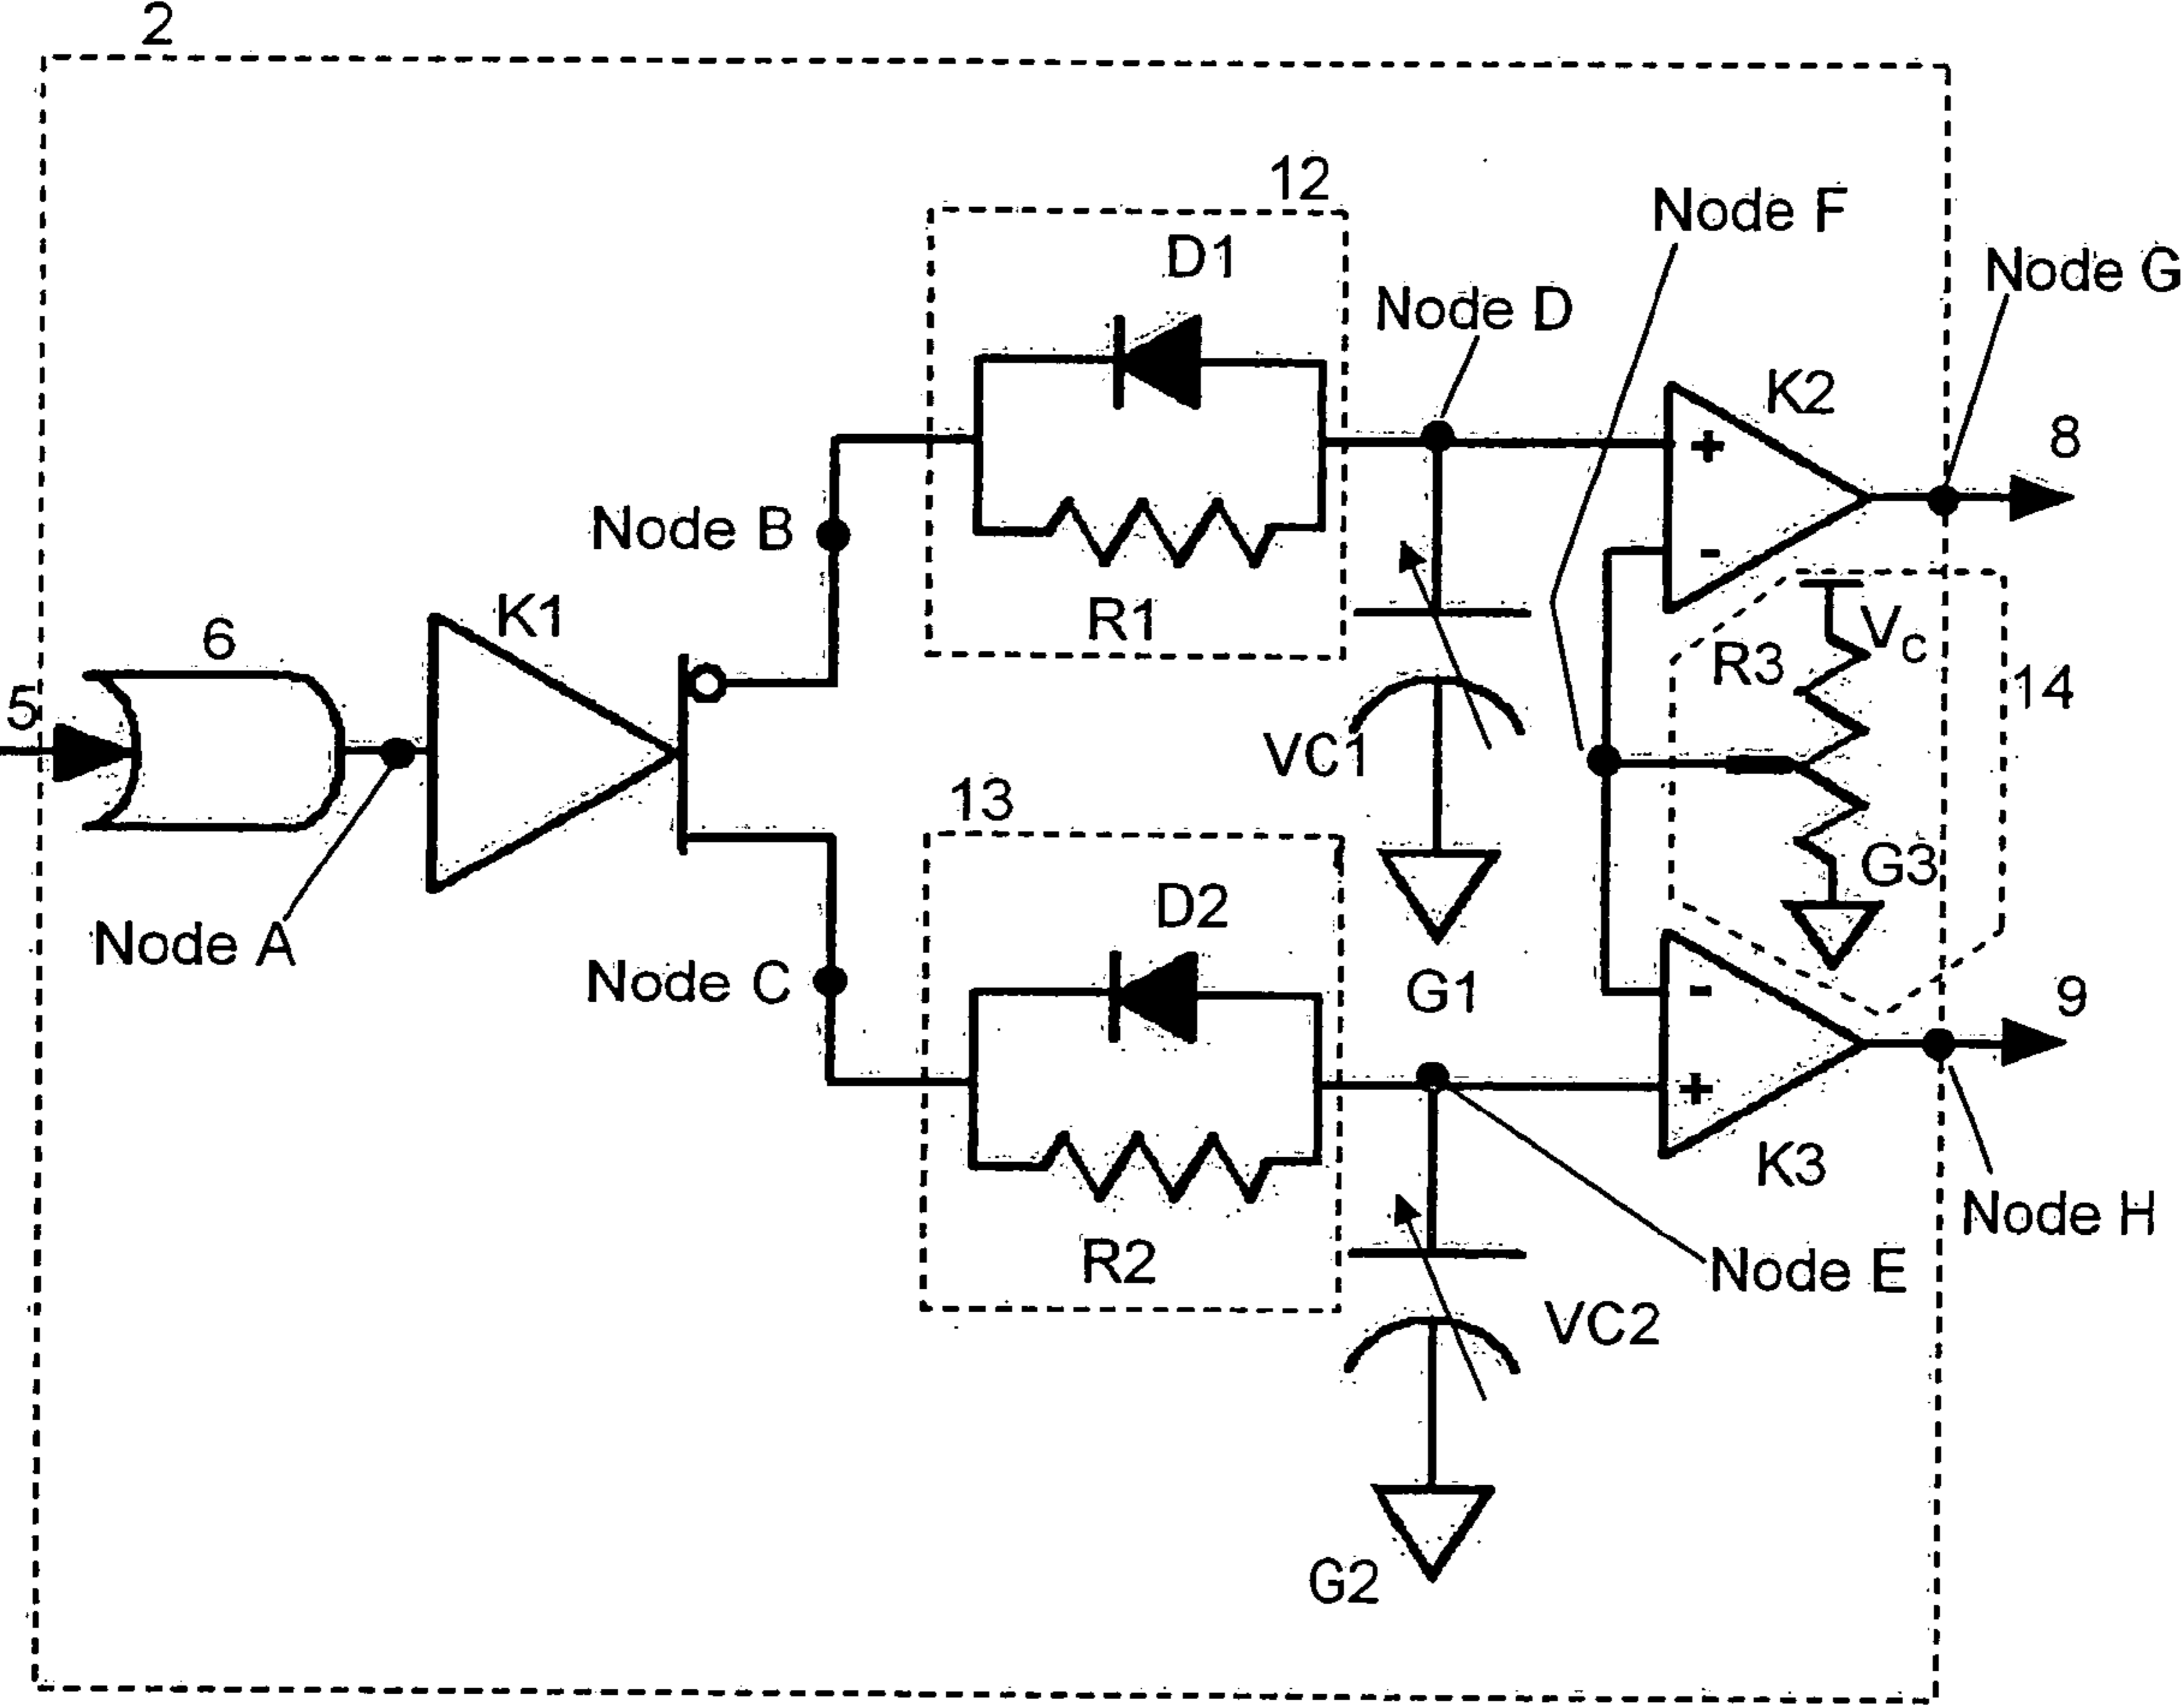 2
12
Node F
D1
Node G
Node D
K2
8
+
Node B
-
K1
R1
6
V
C
R3
14
5
VC1
13
G3
D2
Node A
Node C
G1
-
9
+
K3
Node H
R2
Node E
VC2
G2